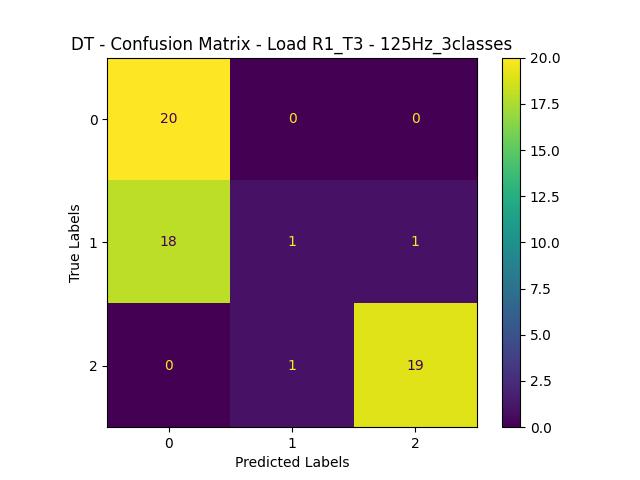 DT - Confusion Matrix - Load R1_T3 - 125Hz_3classes
True Labels
0 20 0 0
1 18 1 1
2 0 1 19
0 1 2
Predicted Labels
20.0
17.5
15.0
12.5
10.0
7.5
5.0
2.5
0.0